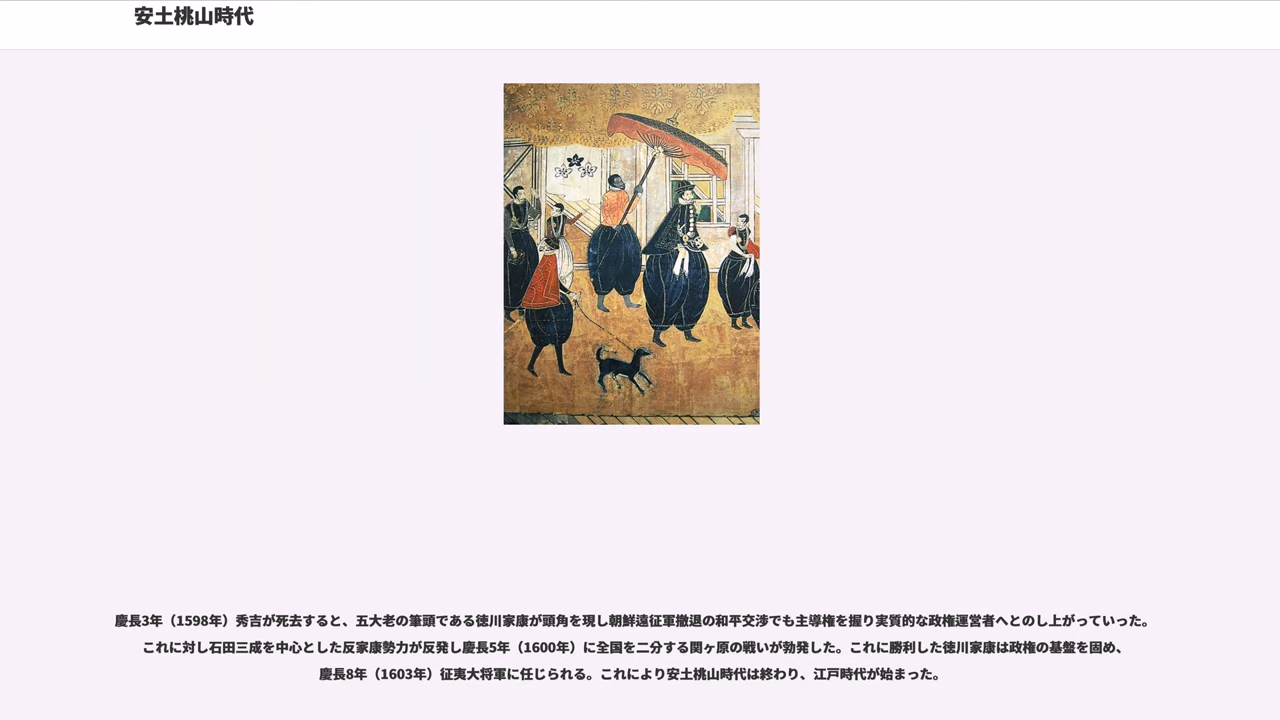 安土桃山時代
慶長3年（1598年）秀吉が死去すると、五大老の筆頭である徳川家康が頭角を現し朝鮮遠征軍撤退の和平交渉でも主導権を握り実質的な政権運営者へとのし上がっていった。
これに対し石田三成を中心とした反家康勢力が反発し慶長5年（1600年）に全国を二分する関ヶ原の戦いが勃発した。これに勝利した徳川家康は政権の基盤を固め、
慶長8年（1603年）征夷大将軍に任じられる。これにより安土桃山時代は終わり、江戸時代が始まった。